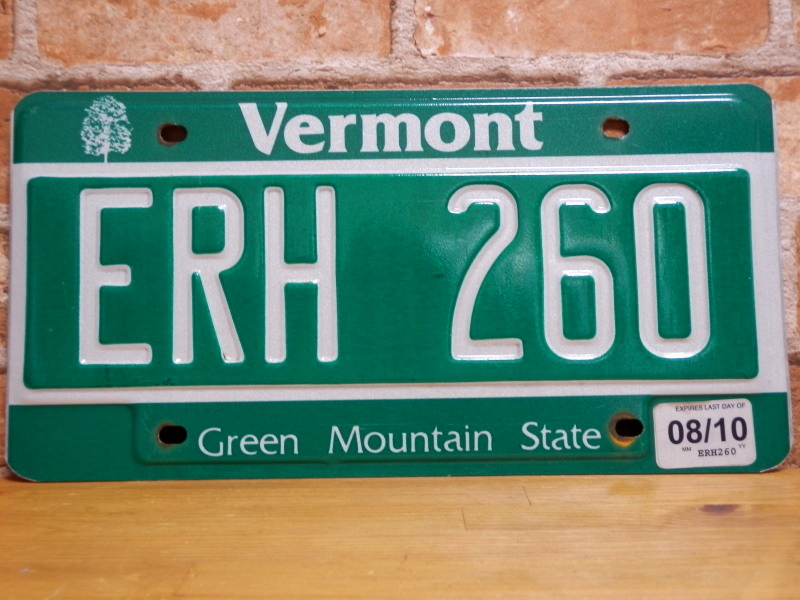 Vermont
ERH 260
Green Mountain State
EXPIRES LAST DAY OF
08/10
MM YY
ERH260